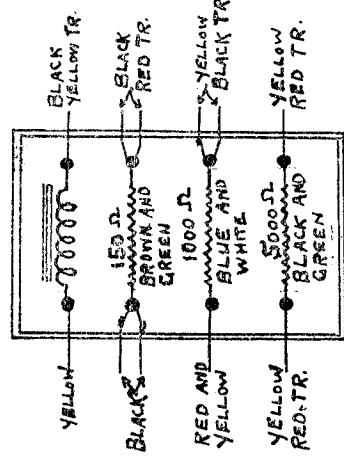 YELLOW
BLACK
YELLOW TR.
BLACK
150 Ω
BROWN AND
GREEN
BLACK
RED TR.
RED AND
YELLOW
1000 Ω
BLUE AND
WHITE
YELLOW
BLACK TR.
YELLOW
RED. TR.
5000 Ω
BLACK AND
GREEN
YELLOW
RED TR.